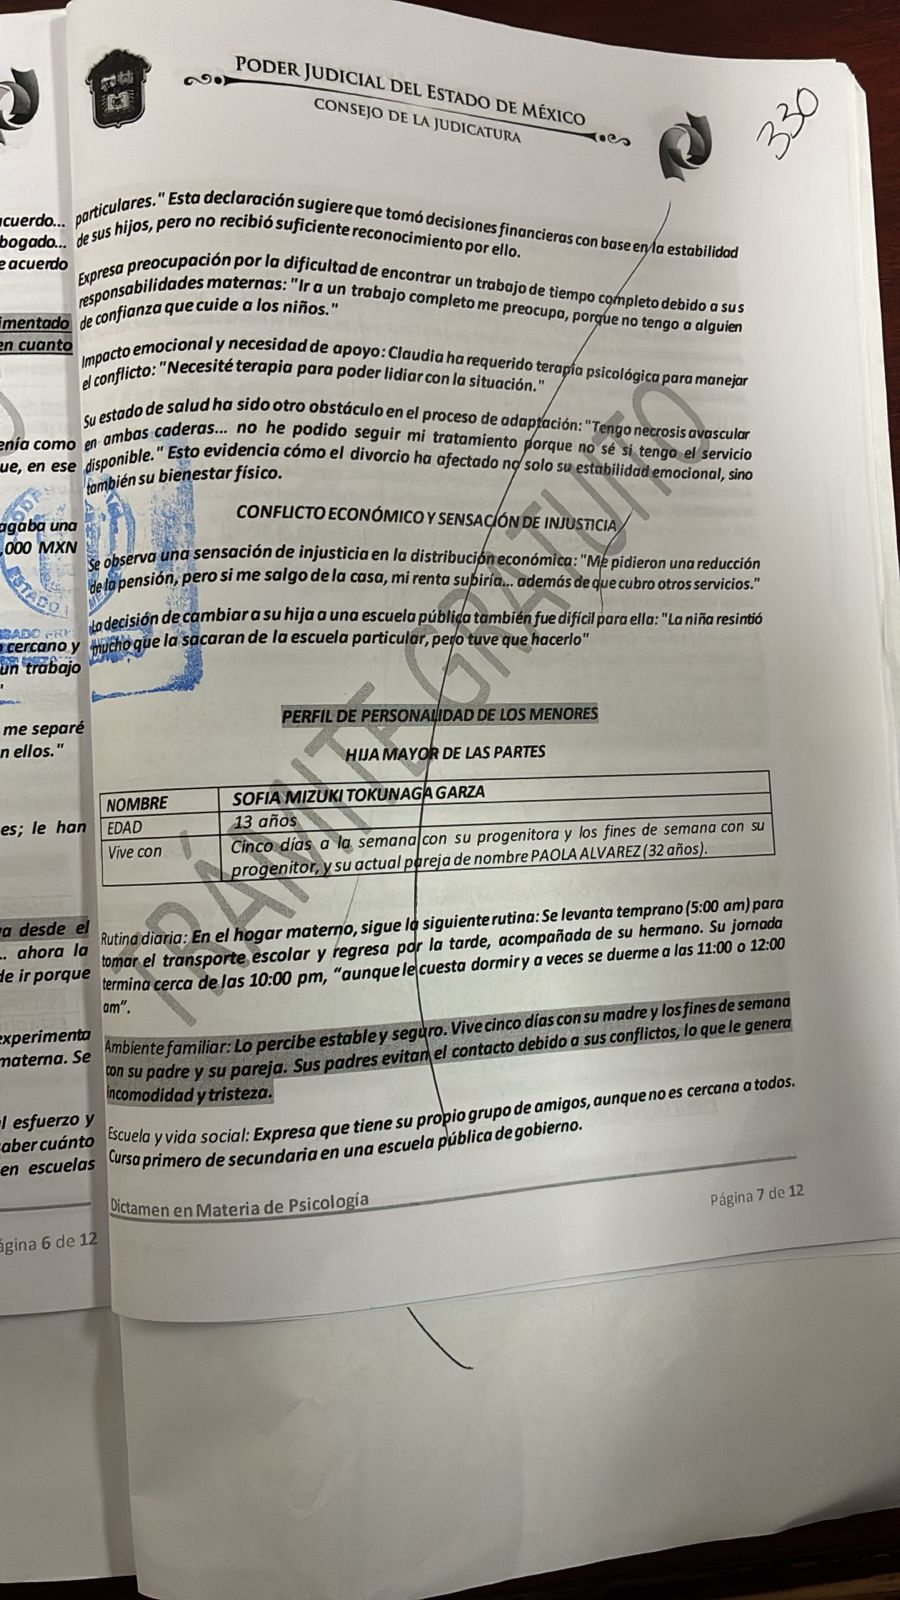 PODER JUDICIAL DEL ESTADO DE MÉXICO
CONSEJO DE LA JUDICATURA
330
particulares." Esta declaración sugiere que tomó decisiones financieras con base en la estabilidad
de sus hijos, pero no recibió suficiente reconocimiento por ello.
Expresa preocupación por la dificultad de encontrar un trabajo de tiempo completo debido a sus
responsabilidades maternas: "Ir a un trabajo completo me preocupa, porque no tengo a alguien
de confianza que cuide a los niños."
Impacto emocional y necesidad de apoyo: Claudia ha requerido terapia psicológica para manejar
el conflicto: "Necesité terapia para poder lidiar con la situación."
Su estado de salud ha sido otro obstáculo en el proceso de adaptación: "Tengo necrosis avascular
en ambas caderas... no he podido seguir mi tratamiento porque no sé si tengo el servicio
disponible." Esto evidencia cómo el divorcio ha afectado no solo su estabilidad emocional, sino
también su bienestar físico.
CONFLICTO ECONÓMICO Y SENSACIÓN DE INJUSTICIA
Se observa una sensación de injusticia en la distribución económica: "Me pidieron una reducción
de la pensión, pero si me salgo de la casa, mi renta subiría... además de que cubro otros servicios."
La decisión de cambiar a su hija a una escuela pública también fue difícil para ella: "La niña resintió
mucho que la sacaran de la escuela particular, pero tuve que hacerlo"
PERFIL DE PERSONALIDAD DE LOS MENORES
HIJA MAYOR DE LAS PARTES
NOMBRE SOFIA MIZUKI TOKUNAGA GARZA
EDAD 13 años
Vive con Cinco días a la semana con su progenitora y los fines de semana con su
progenitor, y su actual pareja de nombre PAOLA ALVAREZ (32 años).
Rutina diaria: En el hogar materno, sigue la siguiente rutina: Se levanta temprano (5:00 am) para
tomar el transporte escolar y regresa por la tarde, acompañada de su hermano. Su jornada
termina cerca de las 10:00 pm, "aunque le cuesta dormir y a veces se duerme a las 11:00 o 12:00
am".
Ambiente familiar: Lo percibe estable y seguro. Vive cinco días con su madre y los fines de semana
con su padre y su pareja. Sus padres evitan el contacto debido a sus conflictos, lo que le genera
incomodidad y tristeza.
Escuela y vida social: Expresa que tiene su propio grupo de amigos, aunque no es cercana a todos.
Cursa primero de secundaria en una escuela pública de gobierno.
Dictamen en Materia de Psicología
Página 7 de 12
TRÁMITE GRATUITO
acuerdo...
abogado...
e acuerdo
imentado
en cuanto
enía como
ue, en ese
agaba una
,000 MXN
cercano y
un trabajo
me separé
n ellos."
es; le han
a desde el
... ahora la
de ir porque
experimenta
materna. Se
l esfuerzo y
saber cuánto
en escuelas
ágina 6 de 12